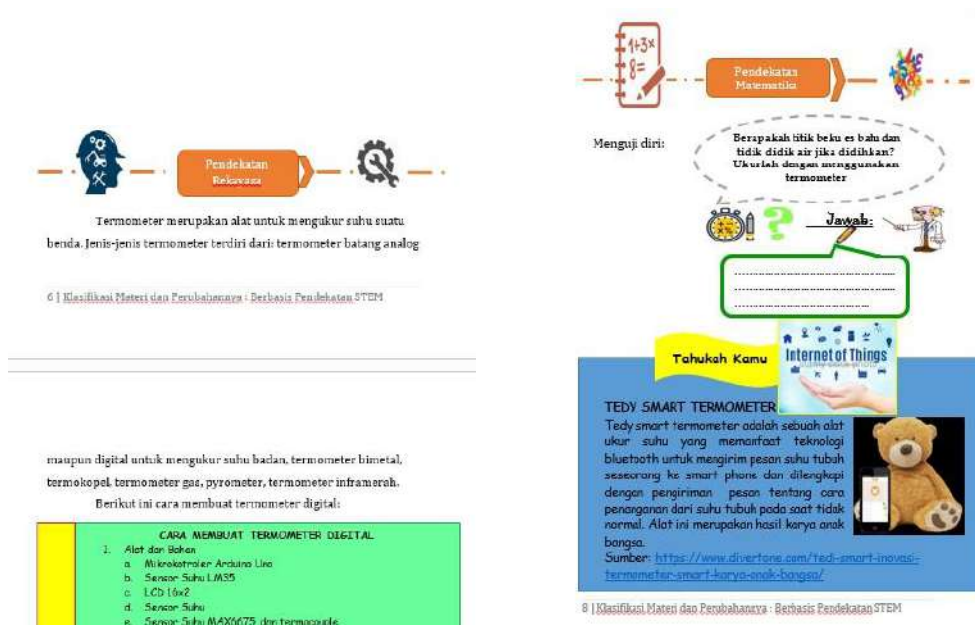 Pendekatan
Rekayasa
Termometer merupakan alat untuk mengukur suhu suatu
benda. Jenis-jenis termometer terdiri dari: termometer batang analog
6 | Klasifikasi Materi dan Perubahannya : Berbasis Pendekatan STEM
maupun digital untuk mengukur suhu badan, termometer bimetal,
termokopel, termometer gas, pyrometer, termometer inframerah.
Berikut ini cara membuat termometer digital:
CARA MEMBUAT TERMOMETER DIGITAL
1. Alat dan Bahan
a. Mikrokotroler Arduino Uno
b. Sensor Suhu LM35
c. LCD 16x2
d. Sensor Suhu
e. Sensor Suhu MAX6675 dan termocouple
1+3x
8=
Pendekatan
Matematika
Menguji diri:
Berapakah titik beku es batu dan
tidik didik air jika didihkan?
Ukurlah dengan menggunakan
termometer
Jawab:
Tahukah Kamu
Internet of Things
TEDY SMART TERMOMETER
Tedy smart termometer adalah sebuah alat
ukur suhu yang memanfaat teknologi
bluetooth untuk mengirim pesan suhu tubuh
seseorang ke smart phone dan dilengkapi
dengan pengiriman pesan tentang cara
penanganan dari suhu tubuh pada saat tidak
normal. Alat ini merupakan hasil karya anak
bangsa.
Sumber: https://www.divertone.com/tedi-smart-inovasi-
termometer-smart-karya-anak-bangsa/
8 | Klasifikasi Materi dan Perubahannya : Berbasis Pendekatan STEM